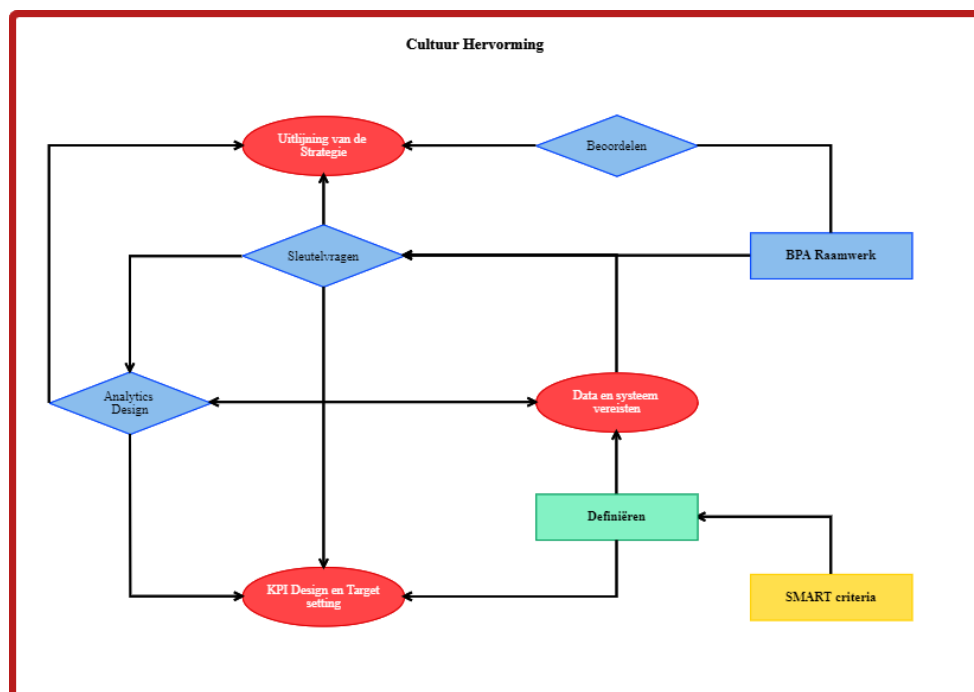 Cultuur Hervorming
Uitlijning van de
Strategie
Beoordelen
Sleutelvragen
BPA Raamwerk
Analytics
Design
Data en systeem
vereisten
Definiëren
KPI Design en Target
setting
SMART criteria